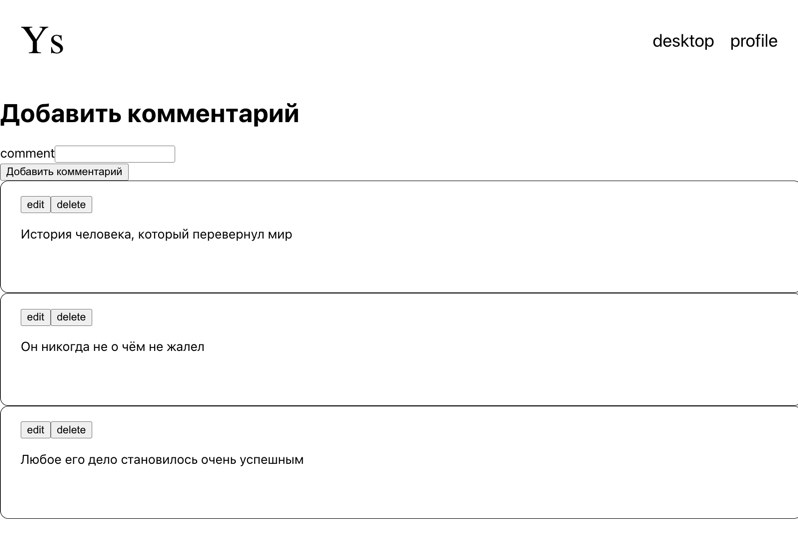 Ys desktop profile
Добавить комментарий
comment
Добавить комментарий
edit delete
История человека, который перевернул мир
edit delete
Он никогда не о чём не жалел
edit delete
Любое его дело становилось очень успешным